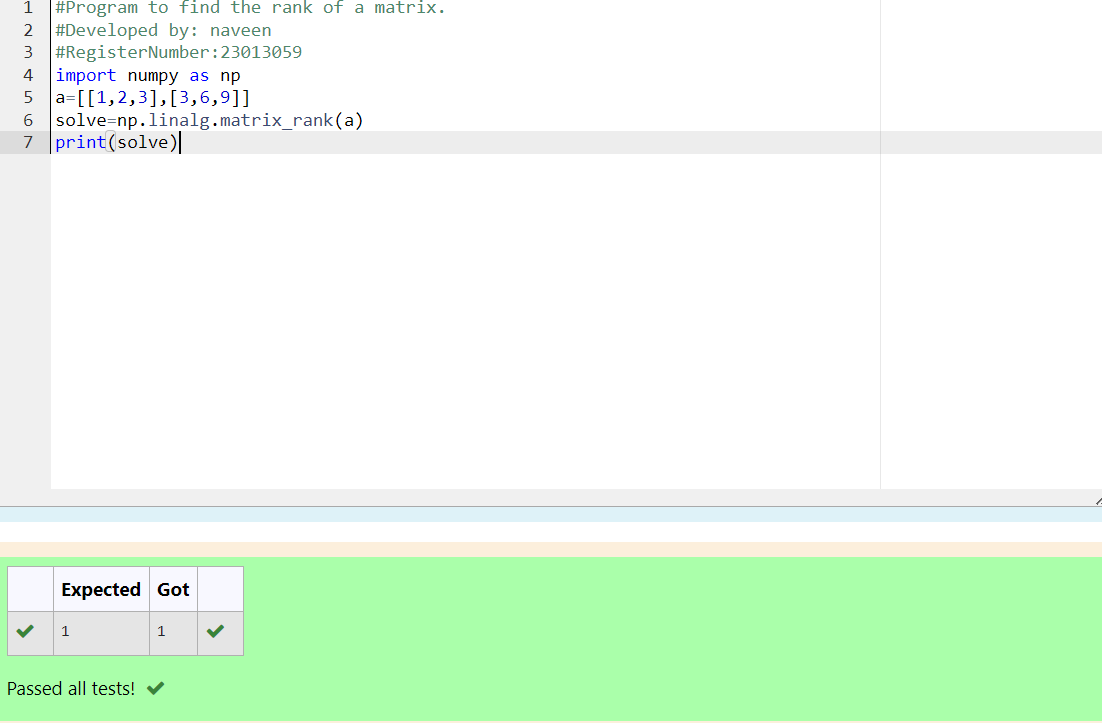 1 #Program to find the rank of a matrix.
2 #Developed by: naveen
3 #RegisterNumber:23013059
4 import numpy as np
5 a=[[1,2,3],[3,6,9]]
6 solve=np.linalg.matrix_rank(a)
7 print(solve)
Expected Got
1 1
Passed all tests!